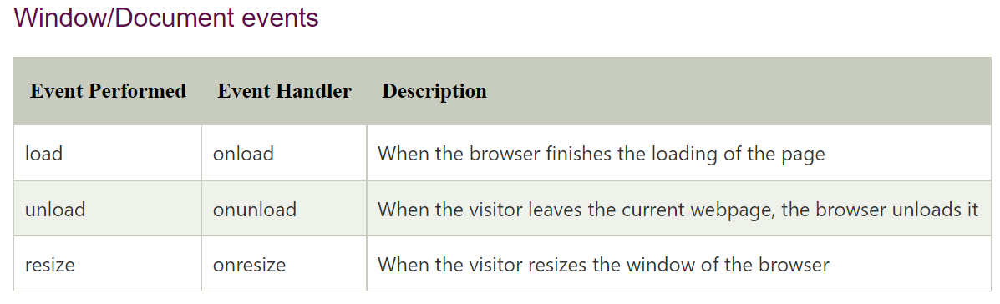 Window/Document events
Event Performed Event Handler Description
load onload When the browser finishes the loading of the page
unload onunload When the visitor leaves the current webpage, the browser unloads it
resize onresize When the visitor resizes the window of the browser